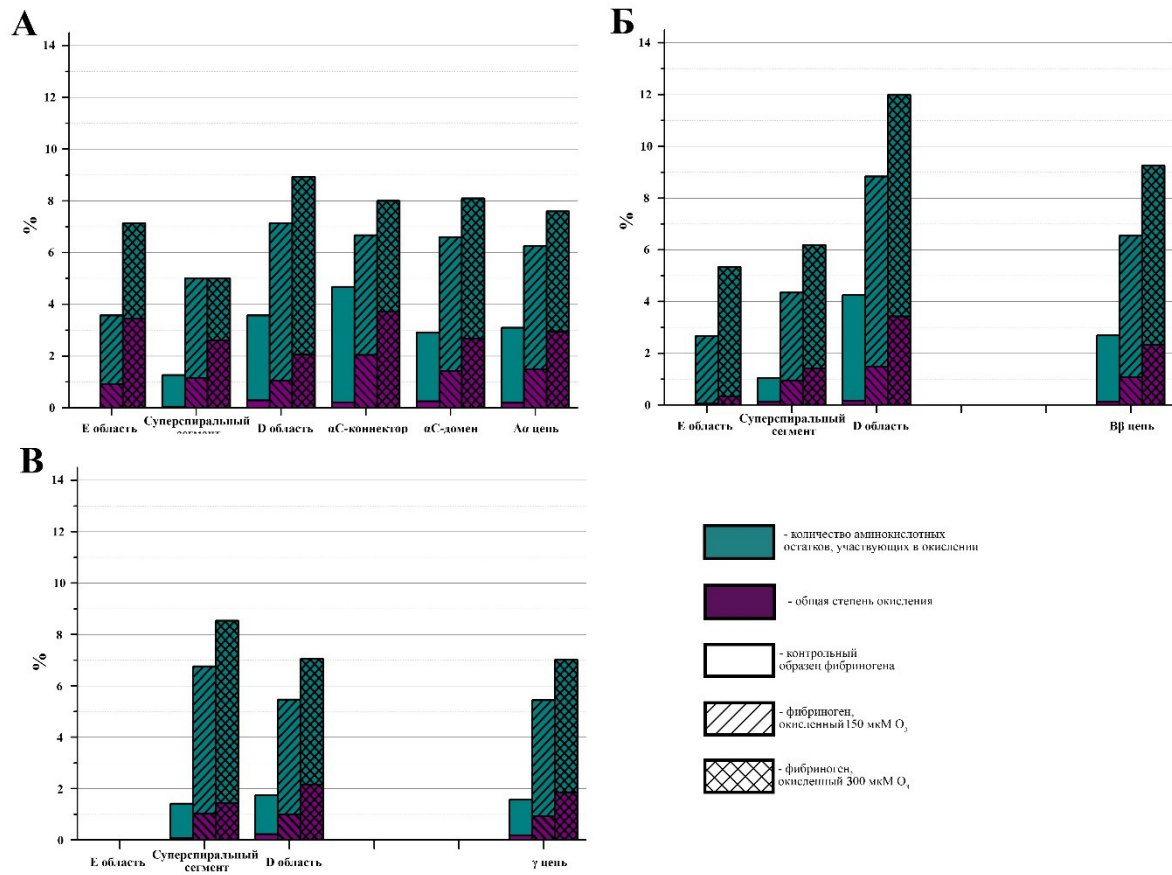 А
14
12
10
8
6
4
2
0
%
E область
Суперспиральный
сегмент
D область
αC-коннектор
αC-домен
Aα цепь
Б
14
12
10
8
6
4
2
0
%
E область
Суперспиральный
сегмент
D область
Bβ цепь
В
14
12
10
8
6
4
2
0
%
E область
Суперспиральный
сегмент
D область
γ цепь
- количество аминокислотных
остатков, участвующих в окислении
- общая степень окисления
- контрольный
образец фибриногена
- фибриноген,
окисленный 150 мкМ O₃
- фибриноген,
окисленный 300 мкМ O₃